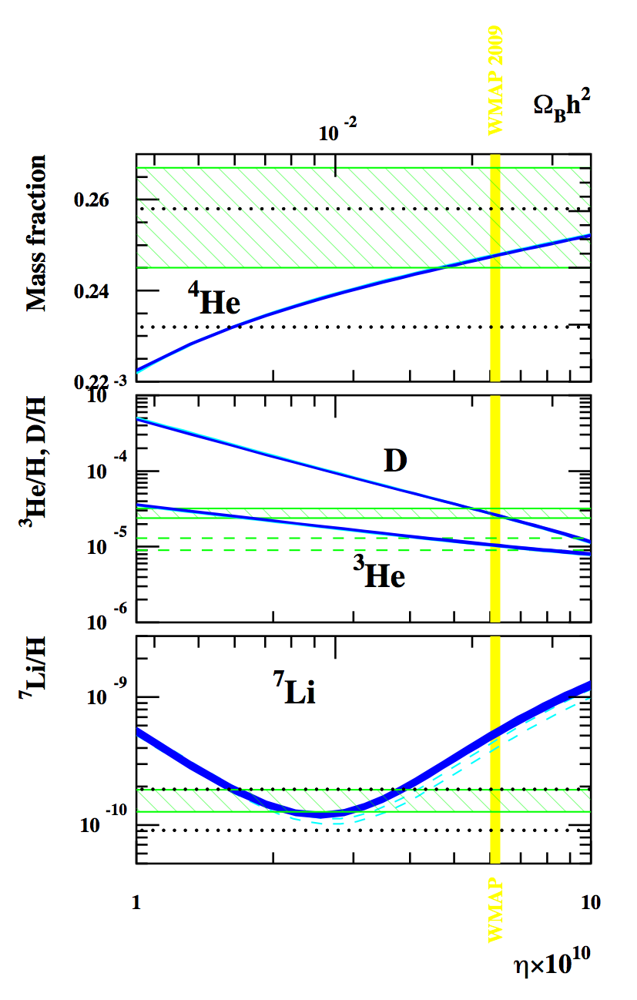 WMAP 2009
Ω_B h²
10⁻²
Mass fraction
0.26
0.24
0.22
⁴He
³He/H, D/H
10⁻³
10⁻⁴
10⁻⁵
10⁻⁶
D
³He
⁷Li/H
10⁻⁹
10⁻¹⁰
⁷Li
1
10
WMAP
η×10¹⁰